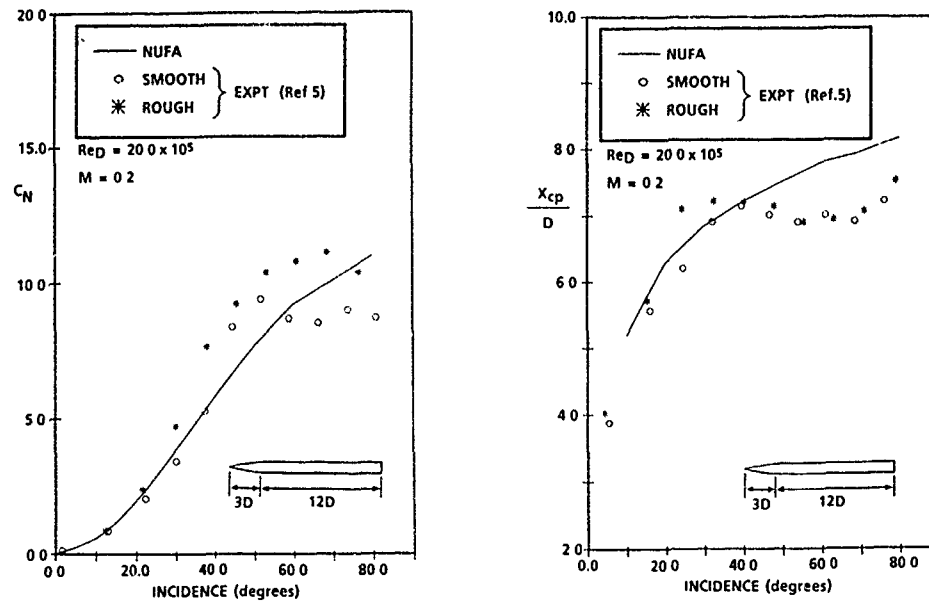 20 0
NUFA
SMOOTH
EXPT (Ref 5)
ROUGH
15.0
ReD = 20 0 x 10⁵
M = 0 2
CN
10 0
5 0
0 0
3D
12D
0 0
20.0
40 0
60 0
80 0
INCIDENCE (degrees)
10.0
NUFA
SMOOTH
EXPT (Ref.5)
ROUGH
8 0
ReD = 20 0 x 10⁵
M = 0 2
Xcp
D
6 0
4 0
2 0
3D
12D
0.0
20 0
40 0
60 0
80 0
INCIDENCE (degrees)